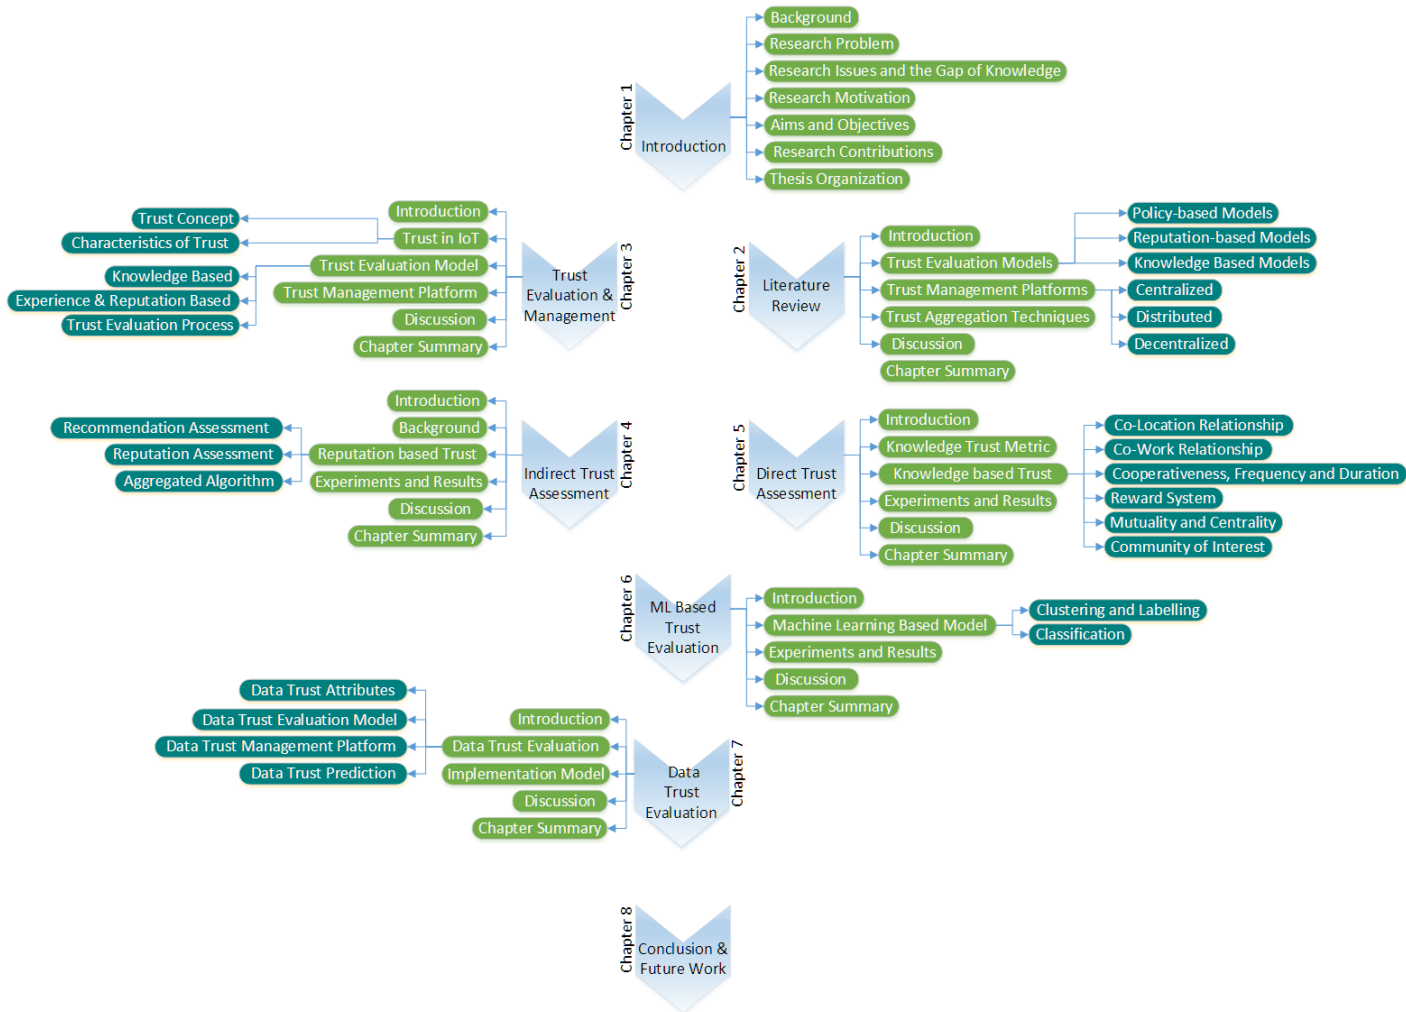 Chapter 1
Introduction
Background
Research Problem
Research Issues and the Gap of Knowledge
Research Motivation
Aims and Objectives
Research Contributions
Thesis Organization
Chapter 3
Trust
Evaluation &
Management
Introduction
Trust in IoT
Trust Evaluation Model
Trust Management Platform
Discussion
Chapter Summary
Trust Concept
Characteristics of Trust
Knowledge Based
Experience & Reputation Based
Trust Evaluation Process
Chapter 2
Literature
Review
Introduction
Trust Evaluation Models
Trust Management Platforms
Trust Aggregation Techniques
Discussion
Chapter Summary
Policy-based Models
Reputation-based Models
Knowledge Based Models
Centralized
Distributed
Decentralized
Chapter 4
Indirect Trust
Assessment
Introduction
Background
Reputation based Trust
Experiments and Results
Discussion
Chapter Summary
Recommendation Assessment
Reputation Assessment
Aggregated Algorithm
Chapter 5
Direct Trust
Assessment
Introduction
Knowledge Trust Metric
Knowledge based Trust
Experiments and Results
Discussion
Chapter Summary
Co-Location Relationship
Co-Work Relationship
Cooperativeness, Frequency and Duration
Reward System
Mutuality and Centrality
Community of Interest
Chapter 6
ML Based
Trust
Evaluation
Introduction
Machine Learning Based Model
Experiments and Results
Discussion
Chapter Summary
Clustering and Labelling
Classification
Chapter 7
Data
Trust
Evaluation
Introduction
Data Trust Evaluation
Implementation Model
Discussion
Chapter Summary
Data Trust Attributes
Data Trust Evaluation Model
Data Trust Management Platform
Data Trust Prediction
Chapter 8
Conclusion &
Future Work